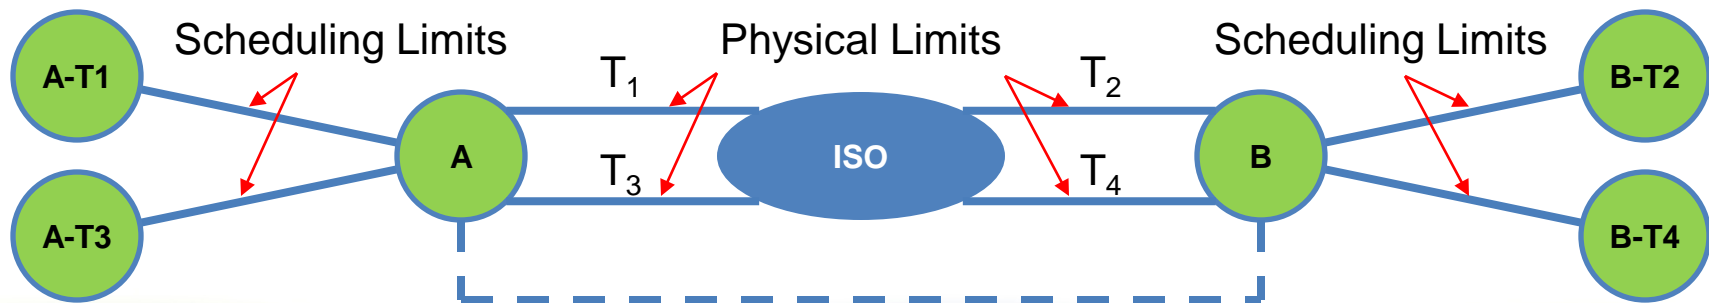 Scheduling Limits
Physical Limits
Scheduling Limits
A-T1
T1
T2
B-T2
A
ISO
B
T3
T4
A-T3
B-T4